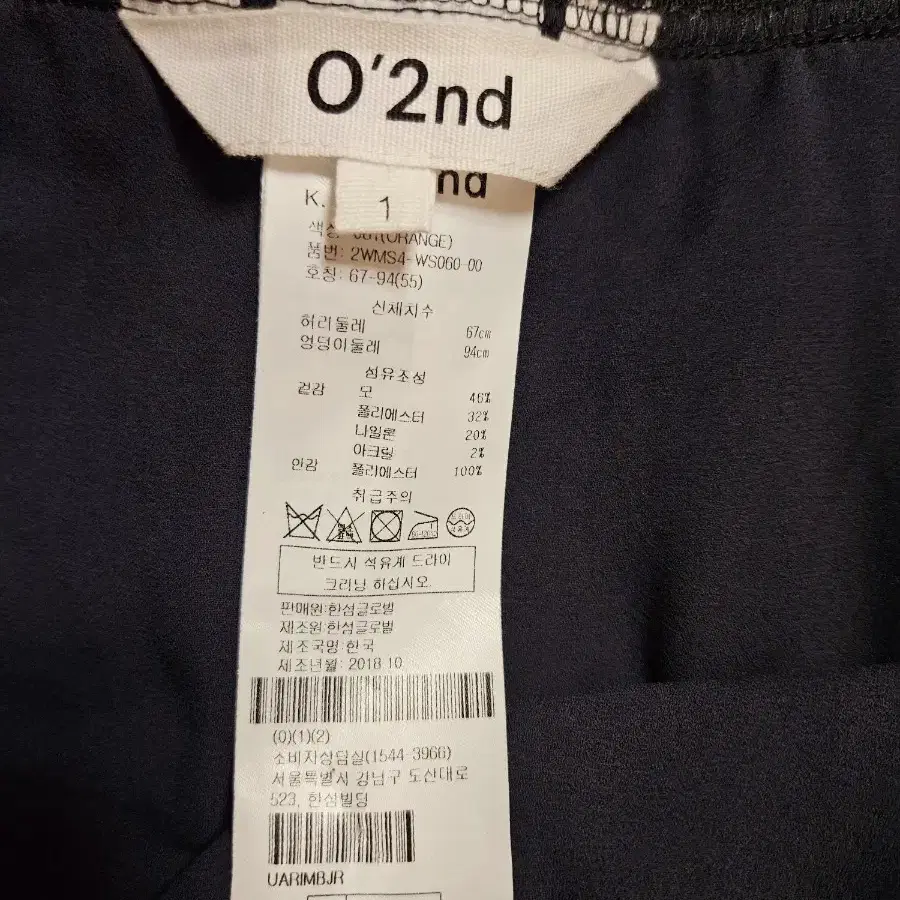 O'2nd
nd
K.
1
(ORANGE)
품번: 2WMS4-WS060-00
호칭: 67-94(55)
신체치수
허리둘레 67cm
엉덩이둘레 94cm
섬유조성
겉감 모 46%
폴리에스터 32%
나일론 20%
아크릴 2%
안감 폴리에스터 100%
취급주의
반드시 석유계 드라이
크리닝 하십시오.
판매원:한섬글로벌
제조원:한섬글로벌
제조국명:한국
제조년월: 2018.10
(0)(1)(2)
소비자상담실(1544-3966)
서울특별시 강남구 도산대로
523, 한섬빌딩
UARIMBJR